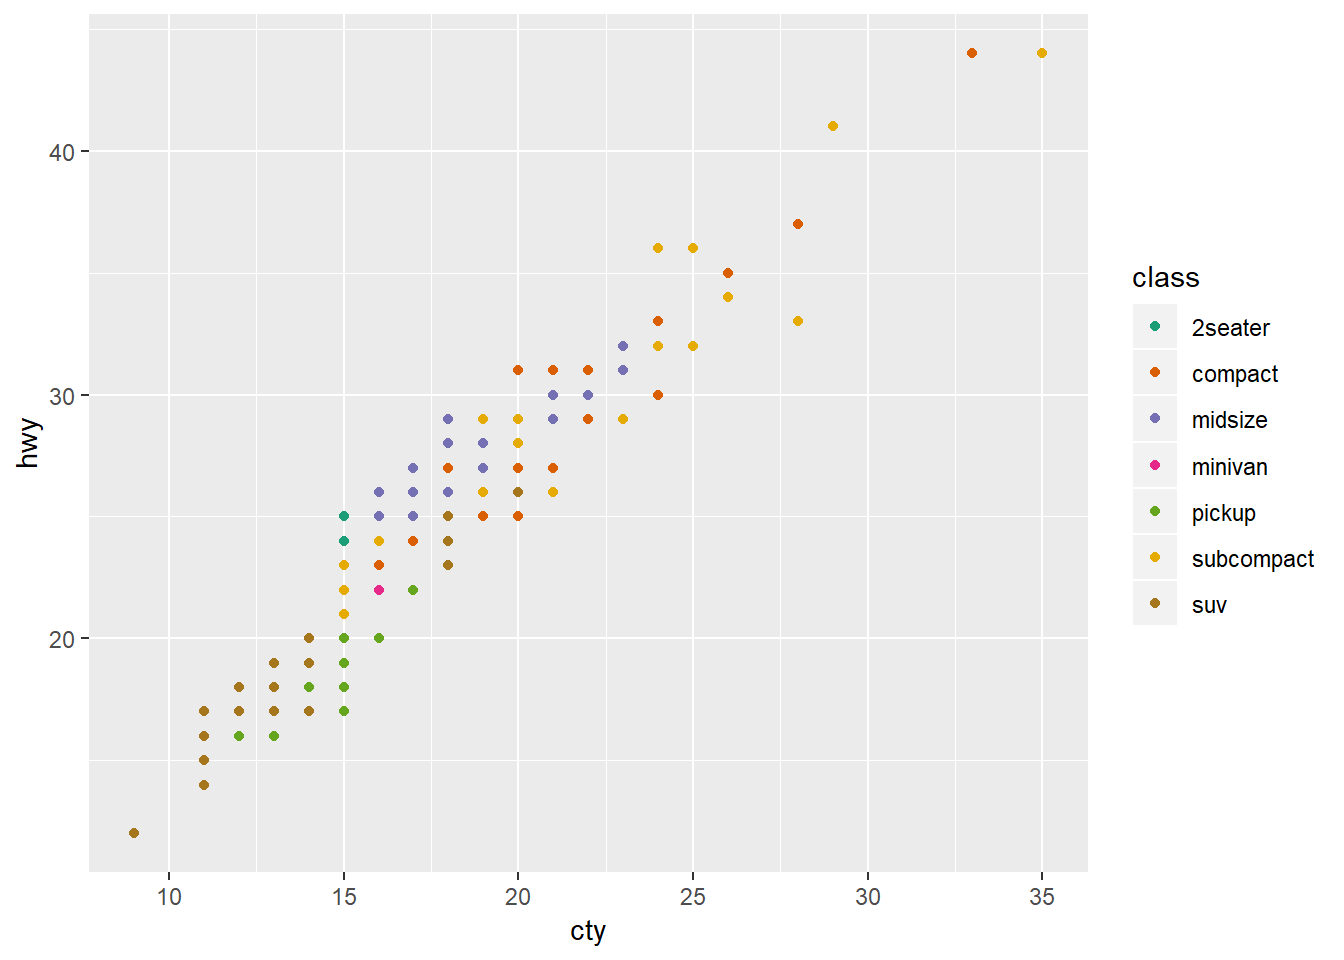 40
30
20
hwy
10 15 20 25 30 35
cty
class
2seater
compact
midsize
minivan
pickup
subcompact
suv